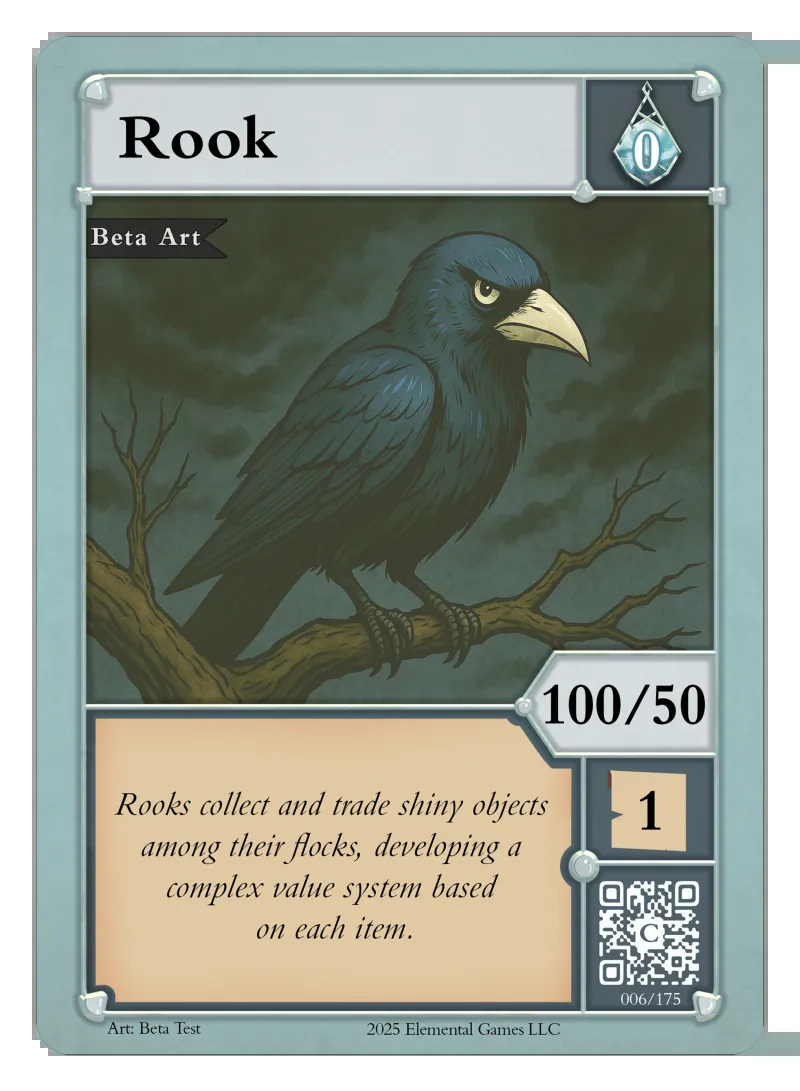 Rook
0
Beta Art
100/50
Rooks collect and trade shiny objects
among their flocks, developing a
complex value system based
on each item.
1
C
006/175
Art: Beta Test
2025 Elemental Games LLC